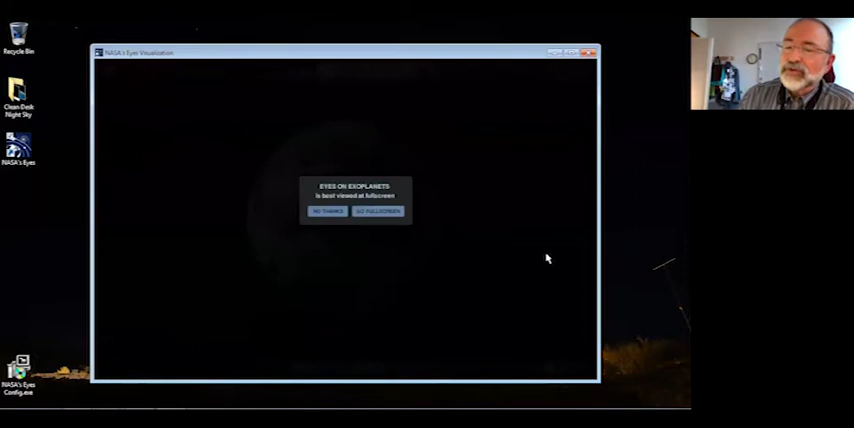 Recycle Bin
NASA's Eyes Visualization
Clean Desk
Night Sky
NASA's Eyes
EYES ON EXOPLANETS
is best viewed at fullscreen
NO THANKS
GO FULLSCREEN
NASA's Eyes
Config.exe